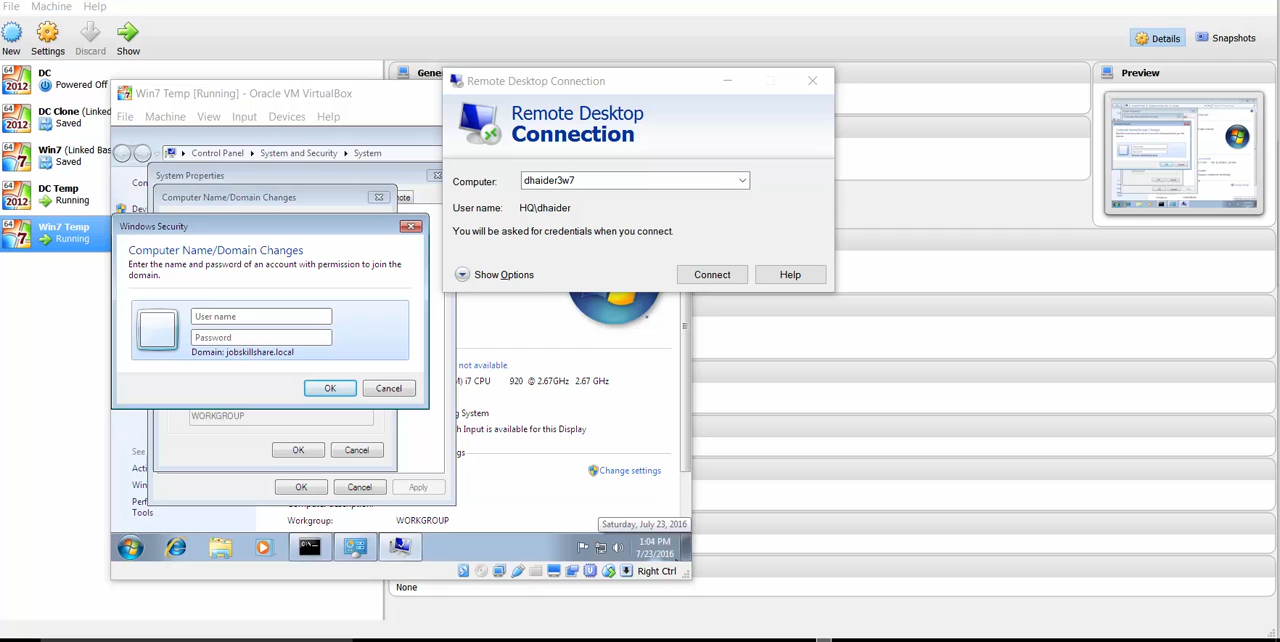 File Machine Help
New Settings Discard Show
Details Snapshots
DC
Powered Off
DC Clone (Linked
Saved
Win7 (Linked Bas
Saved
DC Temp
Running
Win7 Temp
Running
Gene
Preview
Win7 Temp [Running] - Oracle VM VirtualBox
File Machine View Input Devices Help
Control Panel System and Security System
System Properties
Computer Name/Domain Changes
Windows Security
Computer Name/Domain Changes
Enter the name and password of an account with permission to join the
domain.
User name
Password
Domain: jobskillshare.local
OK Cancel
WORKGROUP
OK Cancel
OK Cancel Apply
Remote Desktop Connection
Remote Desktop
Connection
Computer: dhaider3w7
User name: HQ\dhaider
You will be asked for credentials when you connect.
Show Options Connect Help
not available
M) i7 CPU 920 @ 2.67GHz 2.67 GHz
g System
h Input is available for this Display
gs
Change settings
See
Acti
Win
Perf
Tools
Workgroup: WORKGROUP
Saturday, July 23, 2016
1:04 PM
7/23/2016
Right Ctrl
None